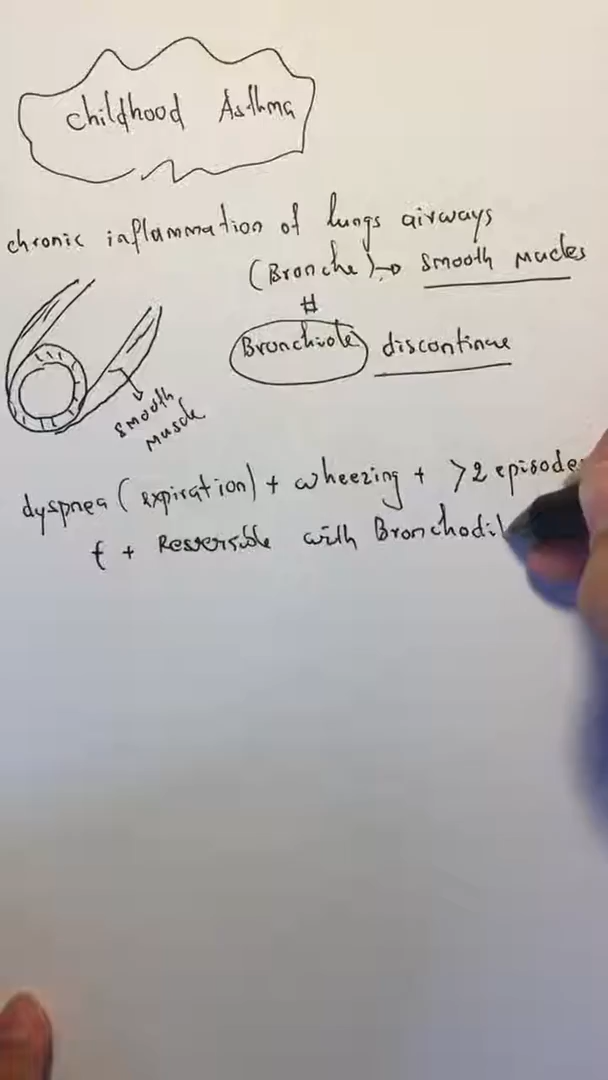 childhood Asthma
chronic inflammation of lungs airways
(Bronche) → smooth mucles
#
Bronchiole discontinue
smooth
muscle
dyspnea (expiration) + wheezing + >2 episode
+ Reversible with Bronchodil